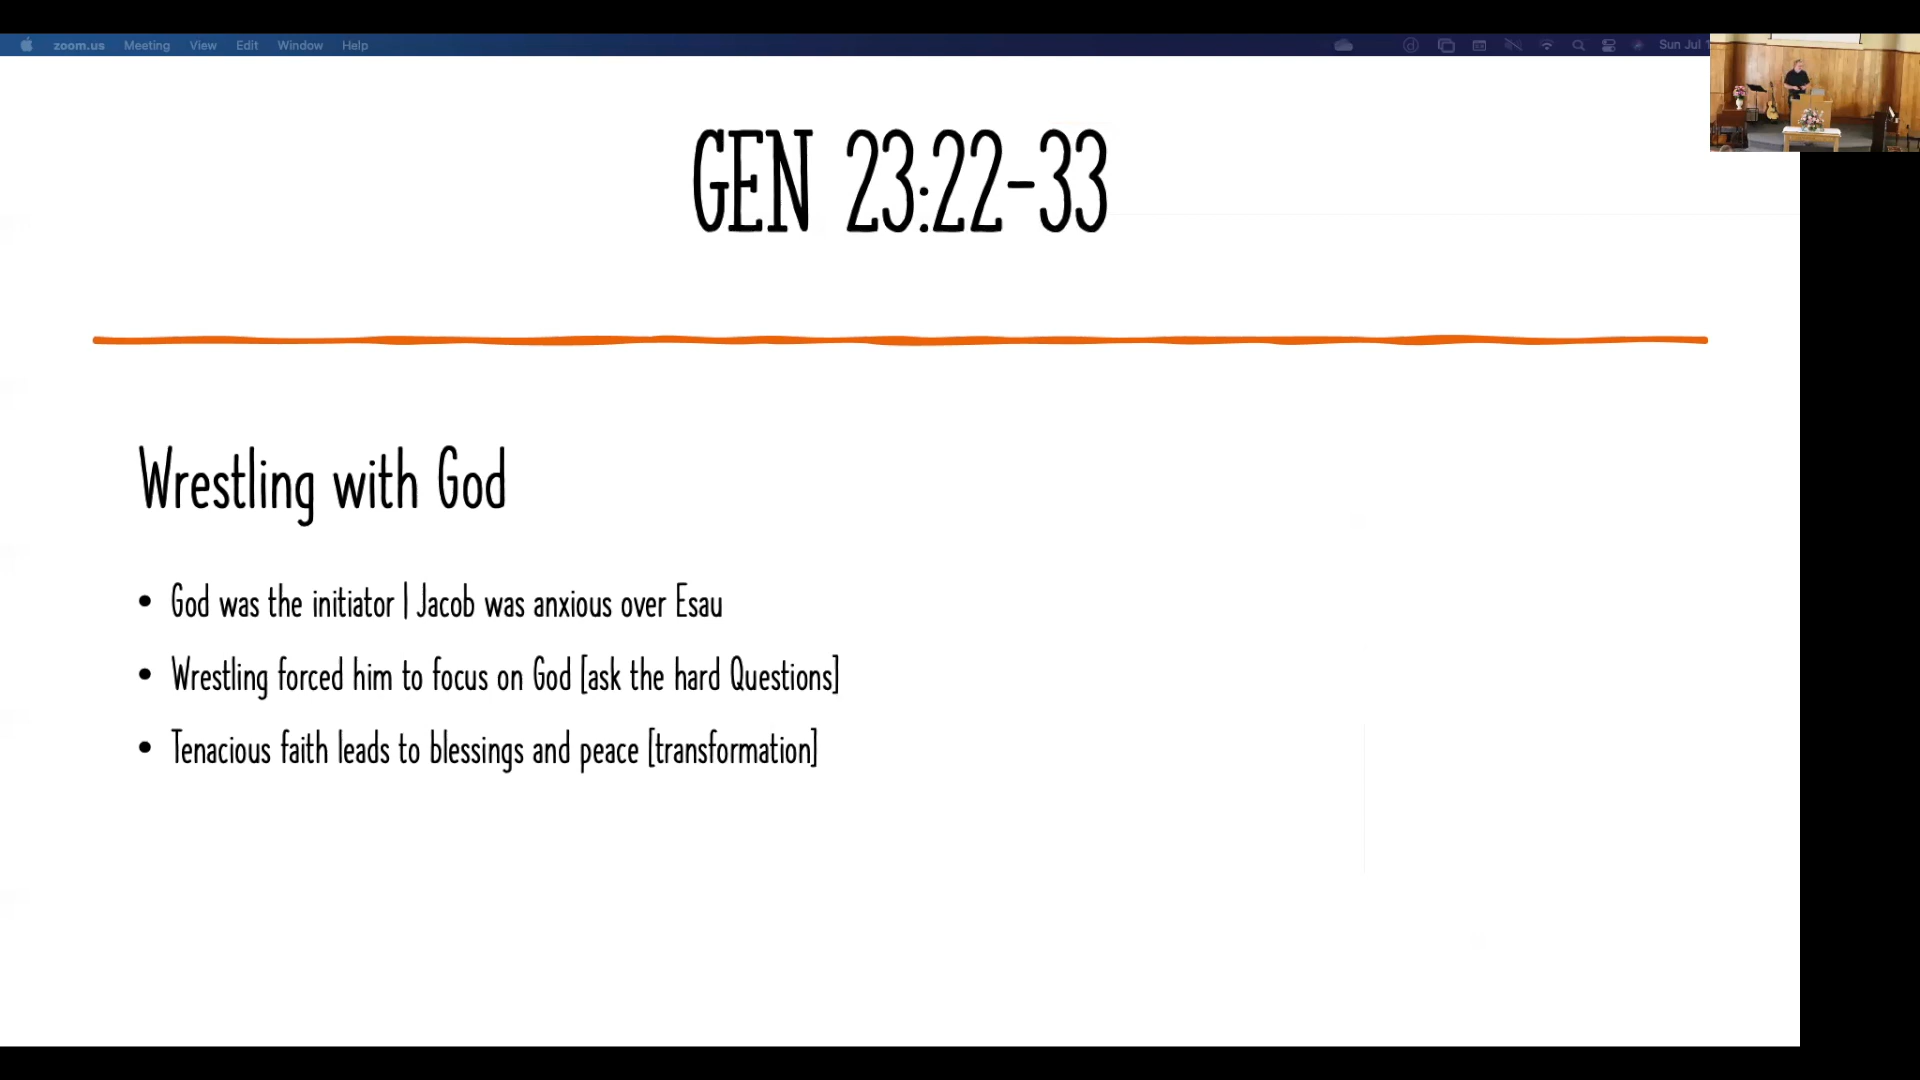 zoom.us Meeting View Edit Window Help Sun Jul
GEN 23:22-33
Wrestling with God
• God was the initiator | Jacob was anxious over Esau
• Wrestling forced him to focus on God [ask the hard Questions]
• Tenacious faith leads to blessings and peace [transformation]